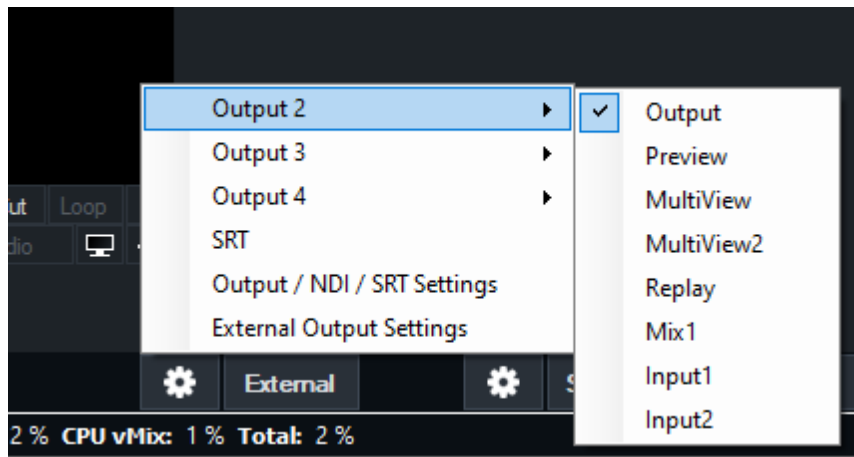 Output 2
Output 3
Output 4
SRT
Output / NDI / SRT Settings
External Output Settings
Output
Preview
MultiView
MultiView2
Replay
Mix1
Input1
Input2
Loop
External
2 % CPU vMix: 1 % Total: 2 %